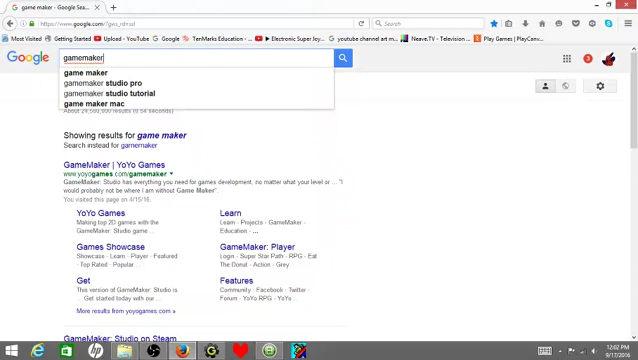 game maker - Google Sea...
https://www.google.com/?gws_rd=ssl
Search
Most Visited
Getting Started
Outlook
TenMarks Education - ...
Electronic Super Joy...
youtube channel art m...
Neave.TV
Prezi
Play Games | PlayCanv...
Google
gamemaker
3
game maker
gamemaker studio pro
gamemaker studio tutorial
game maker mac
Showing results for game maker
Search instead for gamemaker
GameMaker | YoYo Games
www.yoyogames.com/gamemaker
GameMaker: Studio has everything you need for games development, no matter what your level or ... "I
would probably not be where I am without Game Maker".
You visited this page on 4/15/16.
YoYo Games
Making top 2D games with the
GameMaker: Studio game ...
Learn
Learn - Projects - GameMaker -
Education - ...
Games Showcase
Showcase - Learn - Player - Featured
- Top Rated - Popular ...
GameMaker: Player
Login - Super Star Path - RPG - Eat
The Donut - Action - Grey
Get
This version of GameMaker: Studio is
... Get started today with our ...
Features
Community - Facebook - Twitter -
Forum - YoYo RPG - YoYo ...
More results from yoyogames.com »
GameMaker: Studio on Steam
12:02 PM
9/17/2016